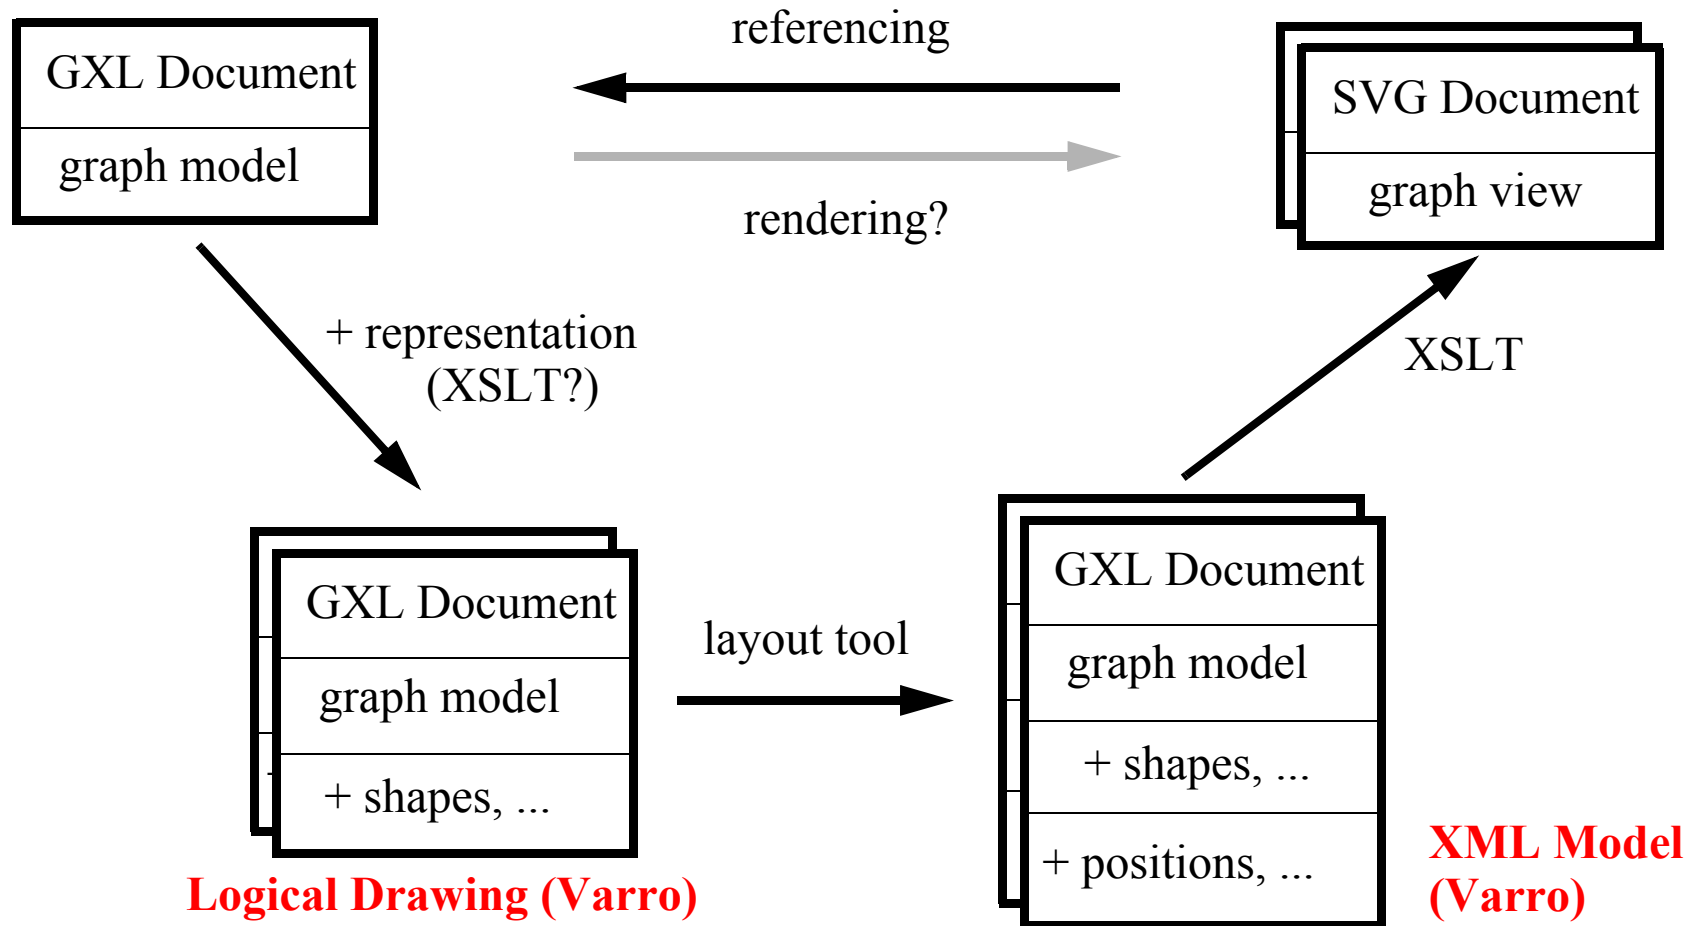 referencing
GXL Document
graph model
SVG Document
graph view
rendering?
+ representation
(XSLT?)
XSLT
GXL Document
graph model
+ shapes, ...
layout tool
GXL Document
graph model
+ shapes, ...
+ positions, ...
Logical Drawing (Varro)
XML Model
(Varro)